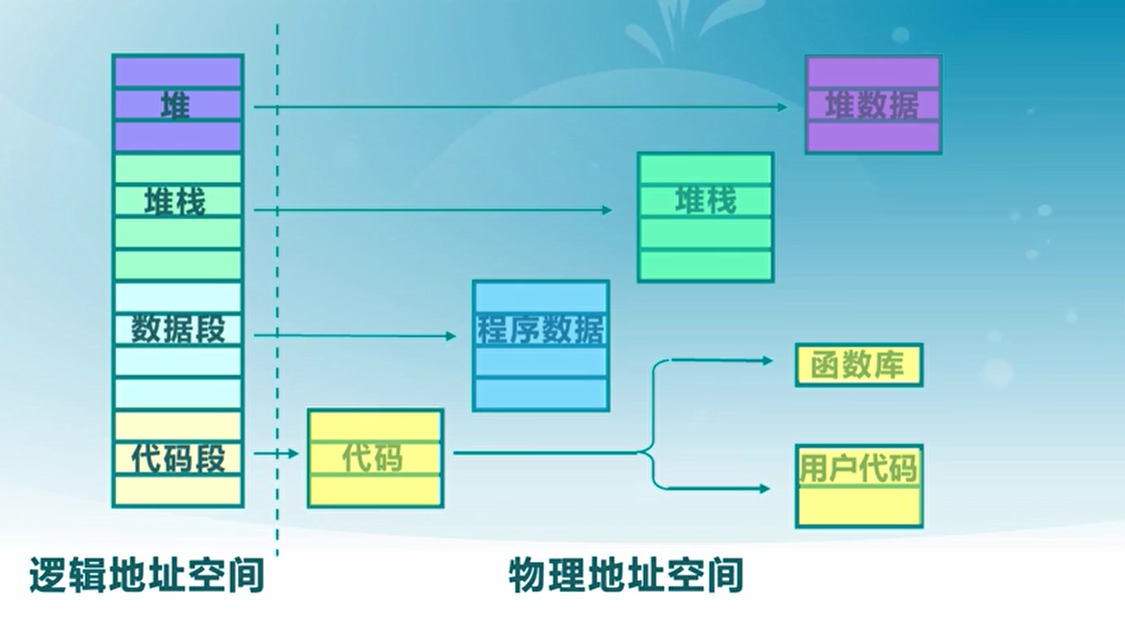 堆
堆数据
堆栈
堆栈
数据段
程序数据
函数库
代码段
代码
用户代码
逻辑地址空间
物理地址空间